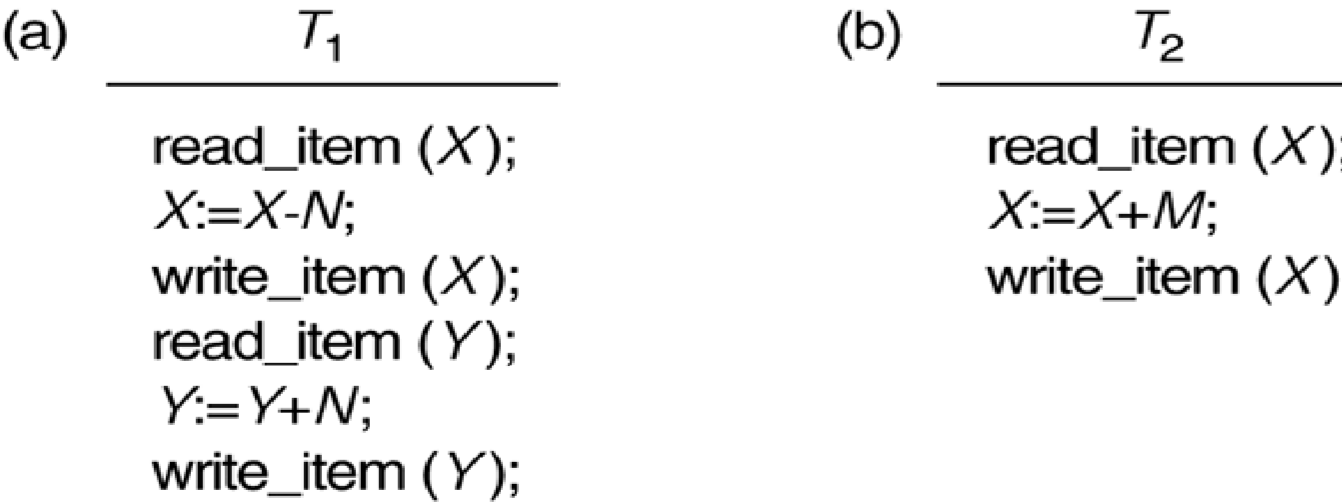 (a) T1
read_item (X);
X:=X-N;
write_item (X);
read_item (Y);
Y:=Y+N;
write_item (Y);
(b) T2
read_item (X);
X:=X+M;
write_item (X)